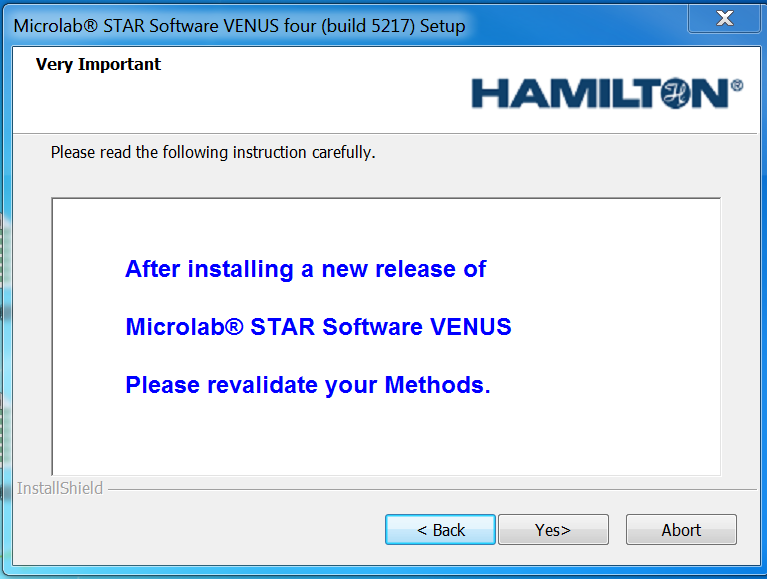 Microlab® STAR Software VENUS four (build 5217) Setup
Very Important
HAMILTON®
Please read the following instruction carefully.
After installing a new release of
Microlab® STAR Software VENUS
Please revalidate your Methods.
InstallShield
< Back
Yes>
Abort